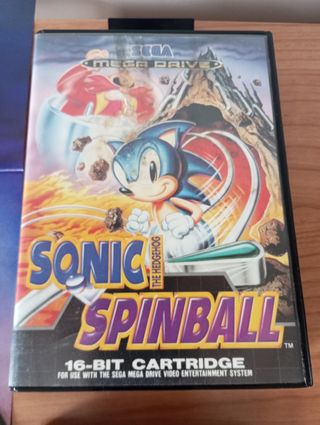 SEGA
MEGA DRIVE
SONIC
THE HEDGEHOG
SPINBALL
TM
16-BIT CARTRIDGE
FOR USE WITH THE SEGA MEGA DRIVE VIDEO ENTERTAINMENT SYSTEM